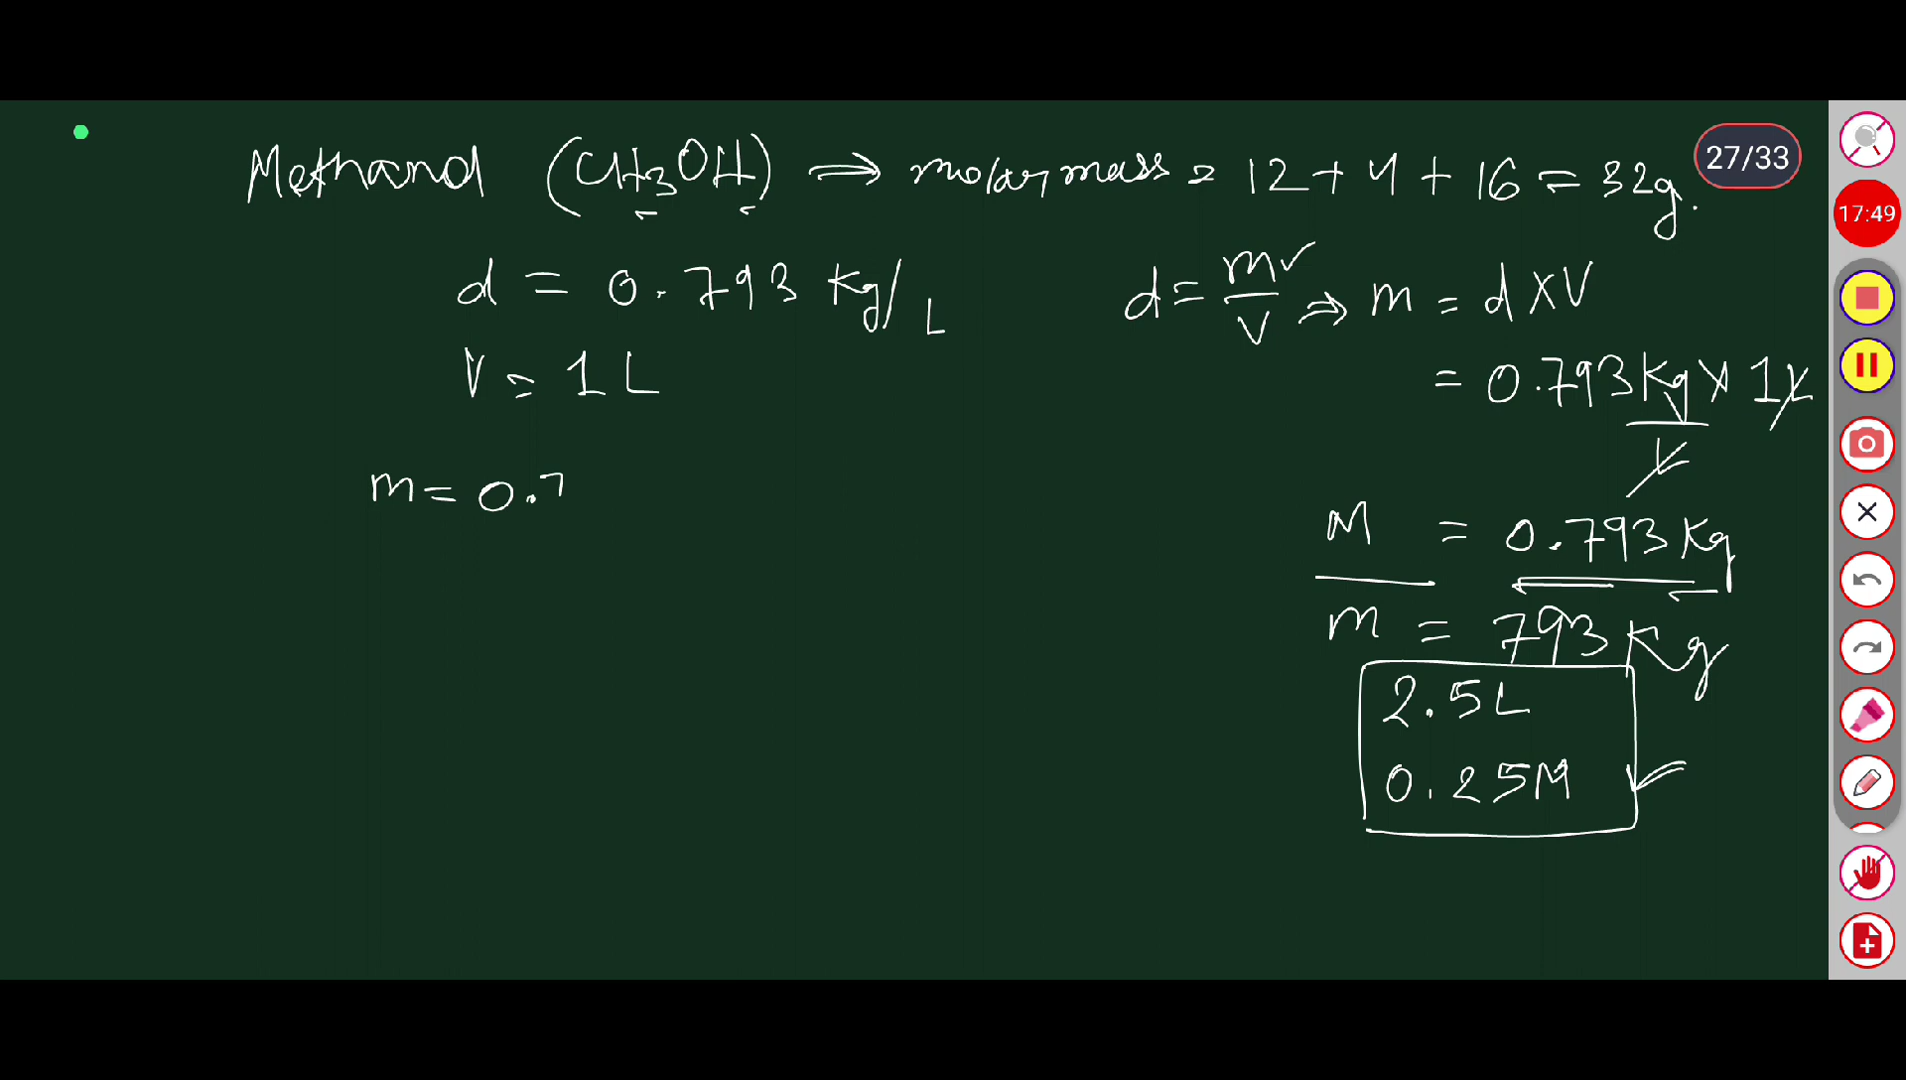 Methanol (CH3OH) ⇒ molar mass = 12 + 4 + 16 = 32g.
27/33
17:49
d = 0.793 Kg/L
d = m/V ⇒ m = d X V
V = 1 L
= 0.793 Kg/L X 1 L
m = 0.7
M = 0.793 Kg
m = 793 Kg
2.5 L
0.25 M